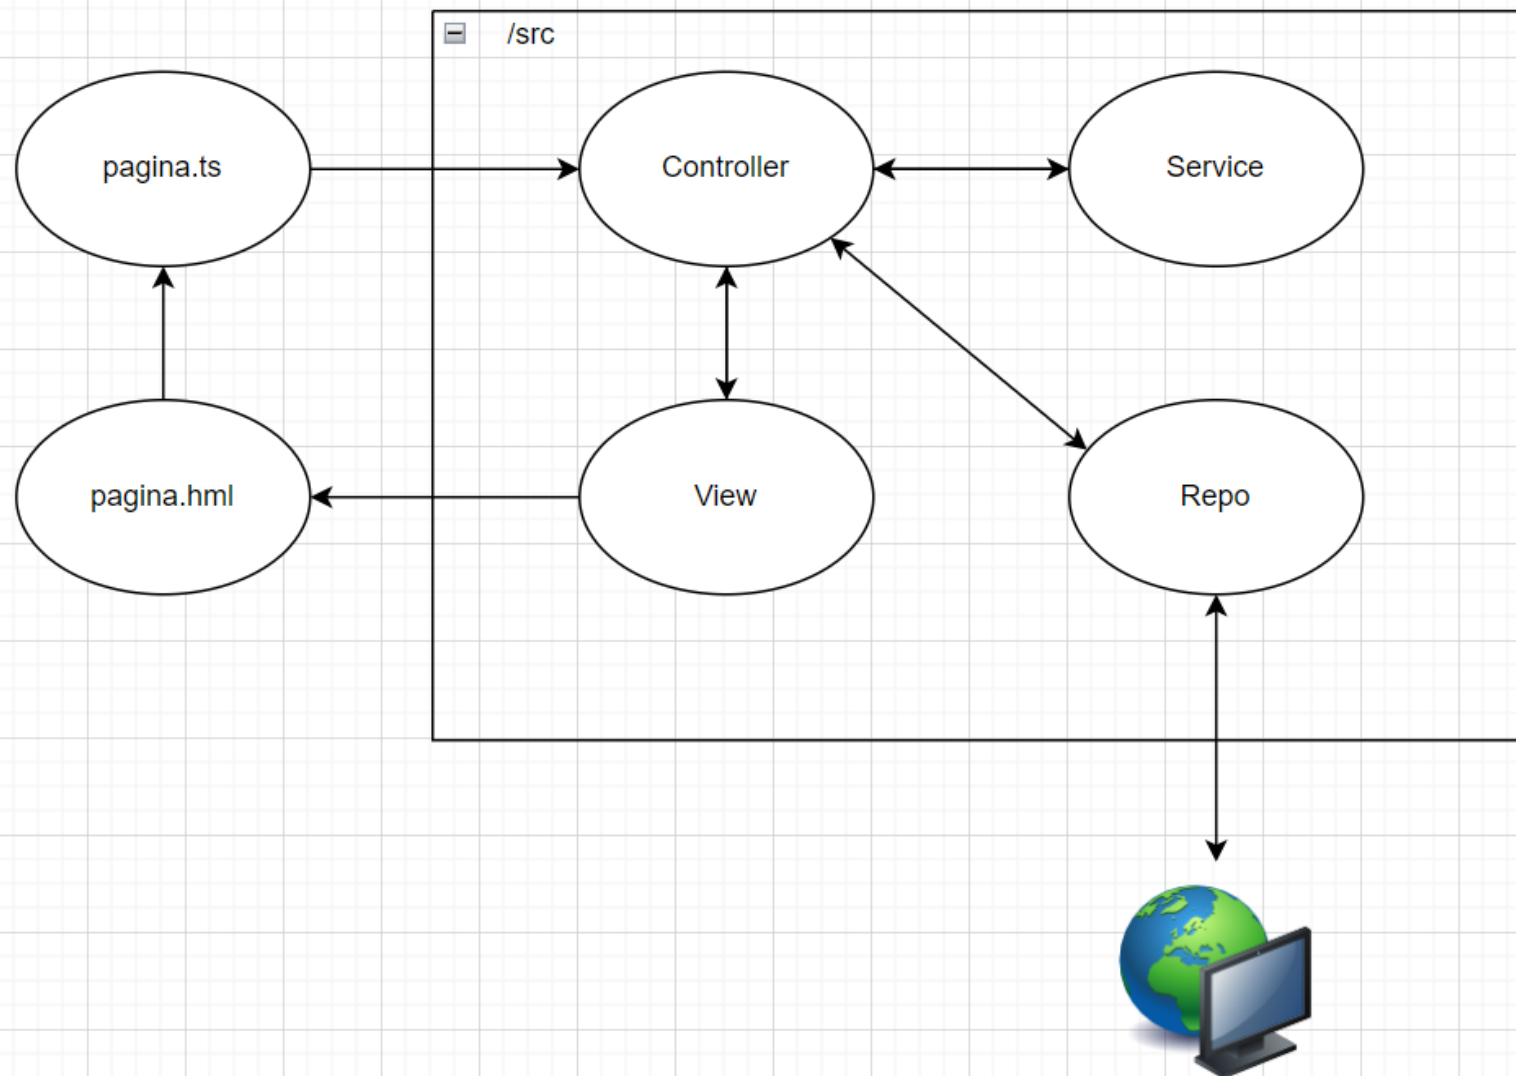 /src
pagina.ts
Controller
Service
pagina.hml
View
Repo